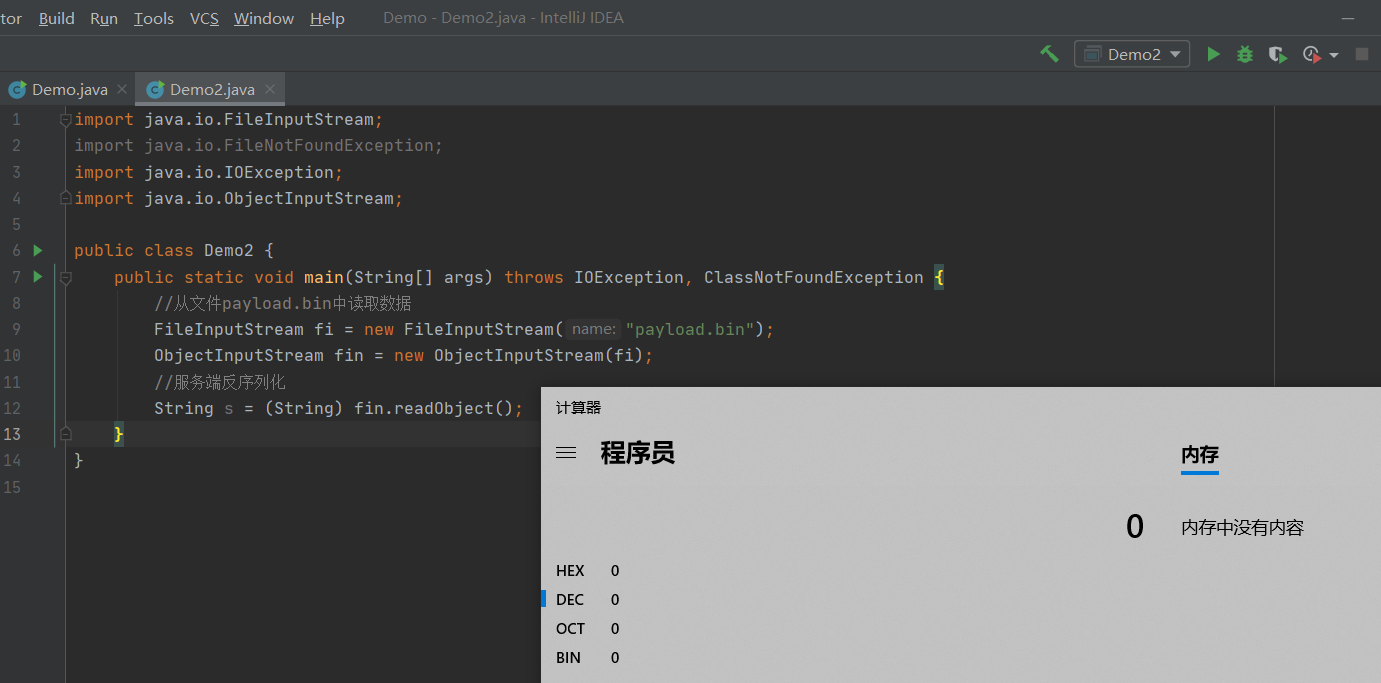 tor Build Run Tools VCS Window Help Demo - Demo2.java - IntelliJ IDEA
Demo2
Demo.java Demo2.java
1 import java.io.FileInputStream;
2 import java.io.FileNotFoundException;
3 import java.io.IOException;
4 import java.io.ObjectInputStream;
5
6 public class Demo2 {
7 public static void main(String[] args) throws IOException, ClassNotFoundException {
8 //从文件payload.bin中读取数据
9 FileInputStream fi = new FileInputStream( name: "payload.bin");
10 ObjectInputStream fin = new ObjectInputStream(fi);
11 //服务端反序列化
12 String s = (String) fin.readObject();
13 }
14 }
15
计算器
程序员 内存
0 内存中没有内容
HEX 0
DEC 0
OCT 0
BIN 0